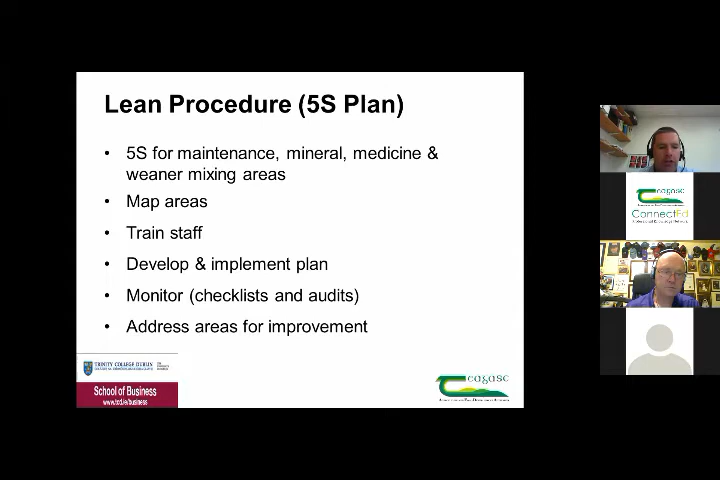 Lean Procedure (5S Plan)
• 5S for maintenance, mineral, medicine &
weaner mixing areas
• Map areas
• Train staff
• Develop & implement plan
• Monitor (checklists and audits)
• Address areas for improvement
TRINITY COLLEGE DUBLIN
School of Business
www.tcd.ie/business
eagasc
eagasc
ConnectEd